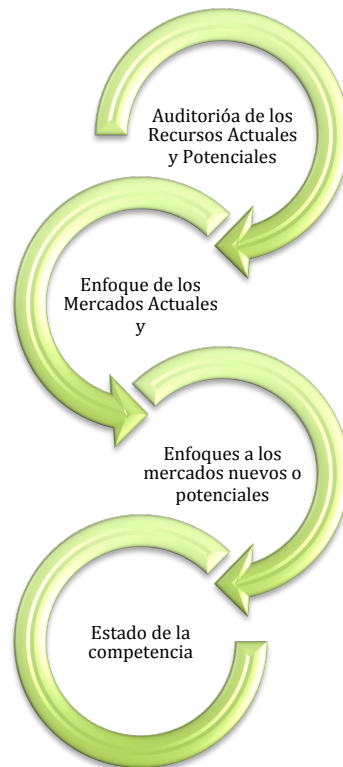 Auditorióa de los
Recursos Actuales
y Potenciales
Enfoque de los
Mercados Actuales
y
Enfoques a los
mercados nuevos o
potenciales
Estado de la
competencia